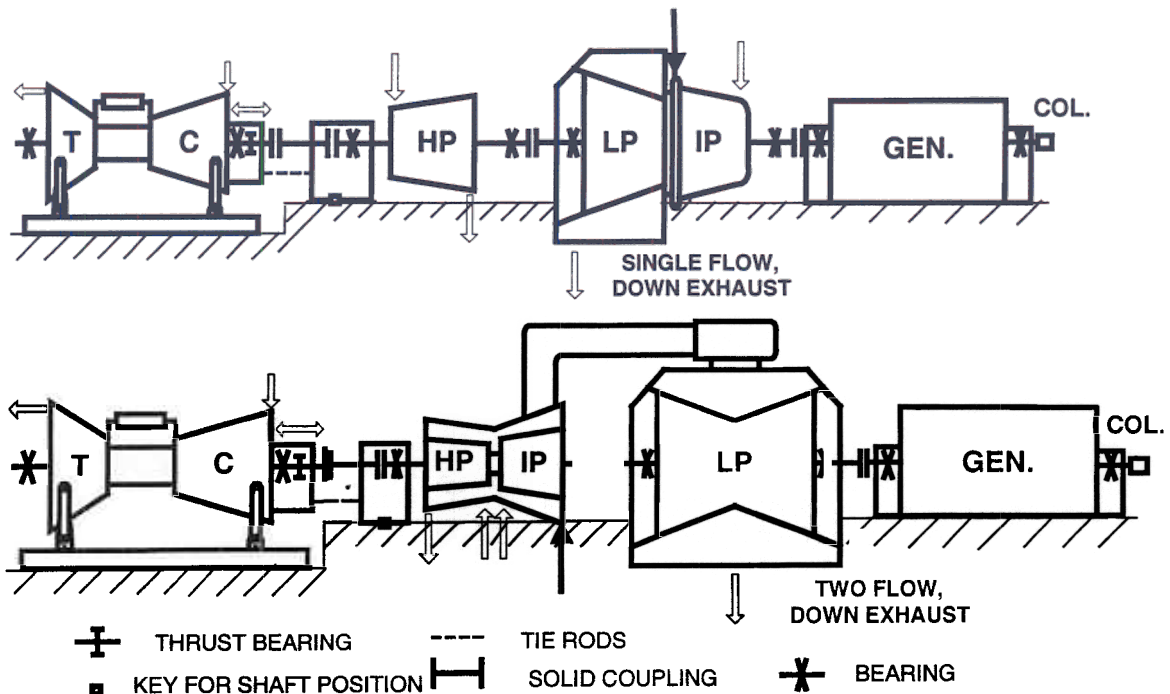 COL.
T
C
HP
LP
IP
GEN.
SINGLE FLOW,
DOWN EXHAUST
COL.
T
C
HP
IP
LP
GEN.
TWO FLOW,
DOWN EXHAUST
THRUST BEARING
TIE RODS
KEY FOR SHAFT POSITION
SOLID COUPLING
BEARING